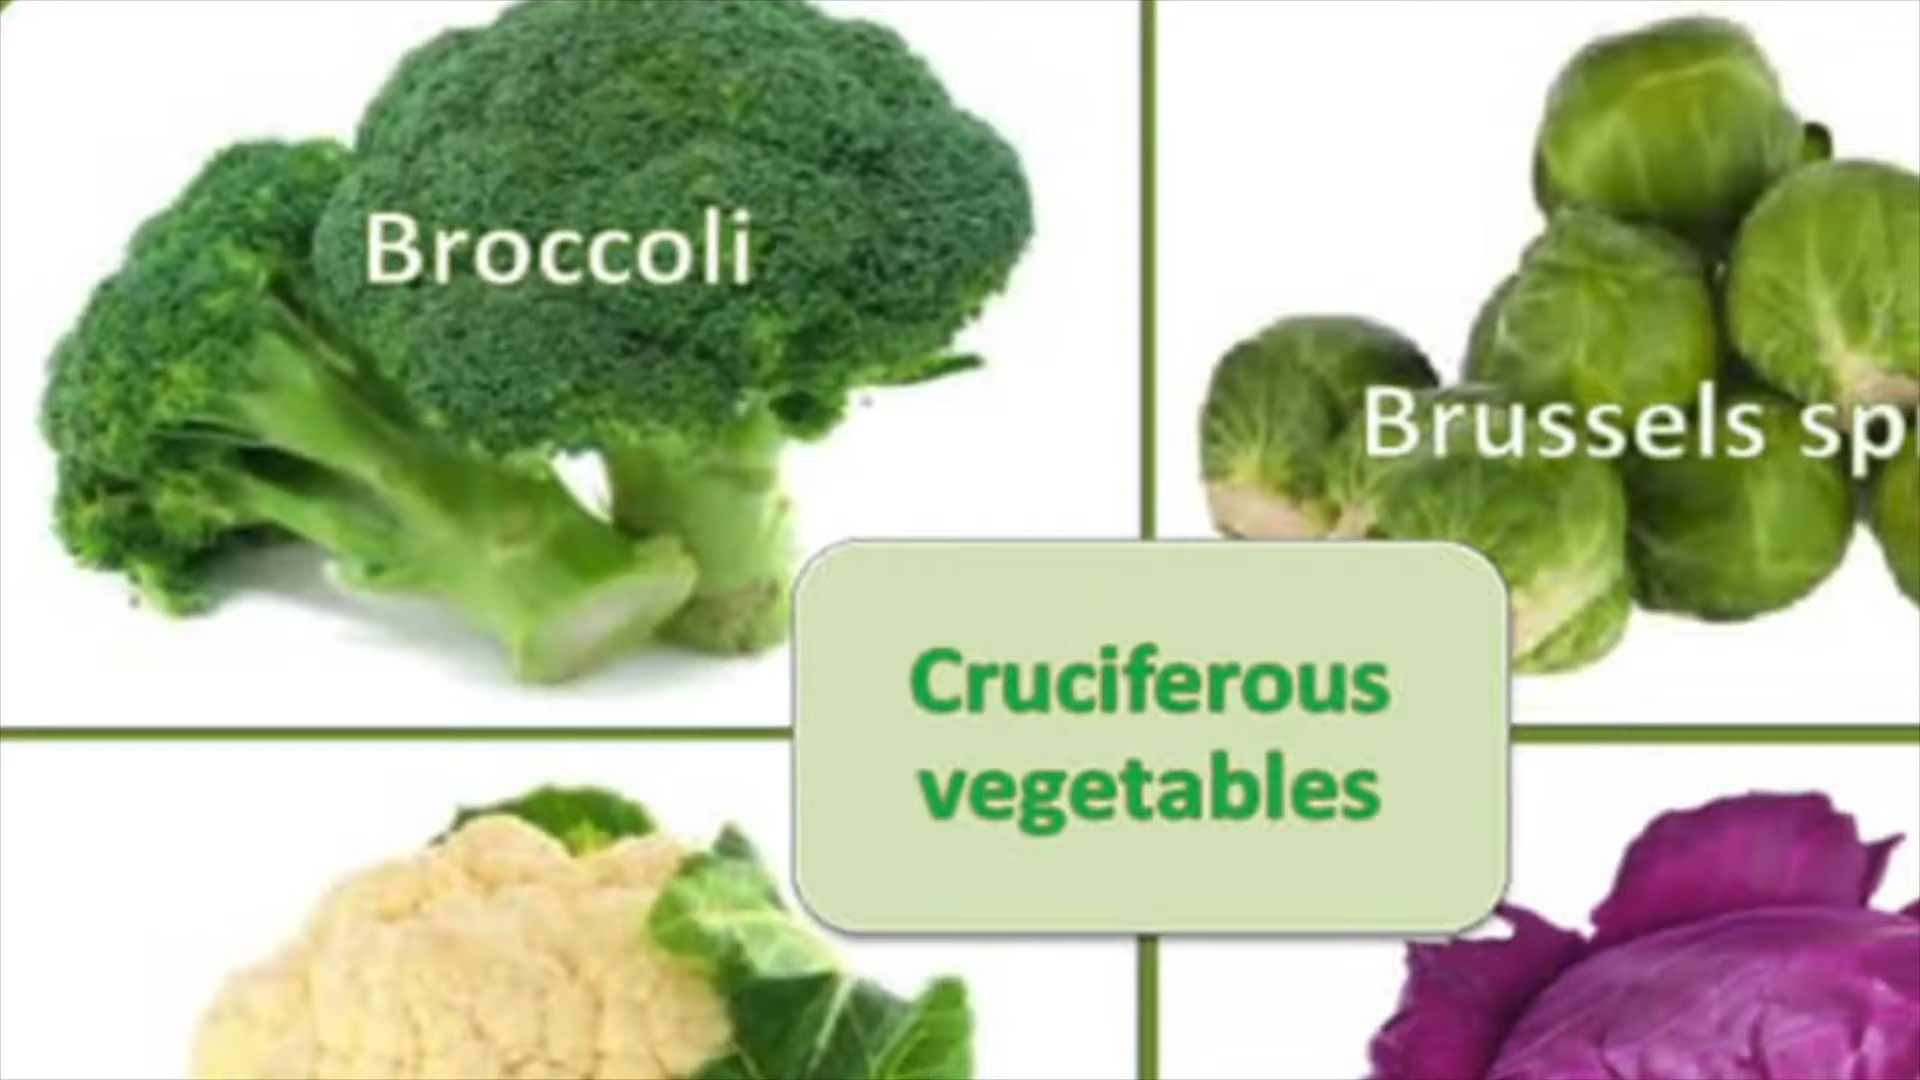 Broccoli
Brussels sp
Cruciferous
vegetables